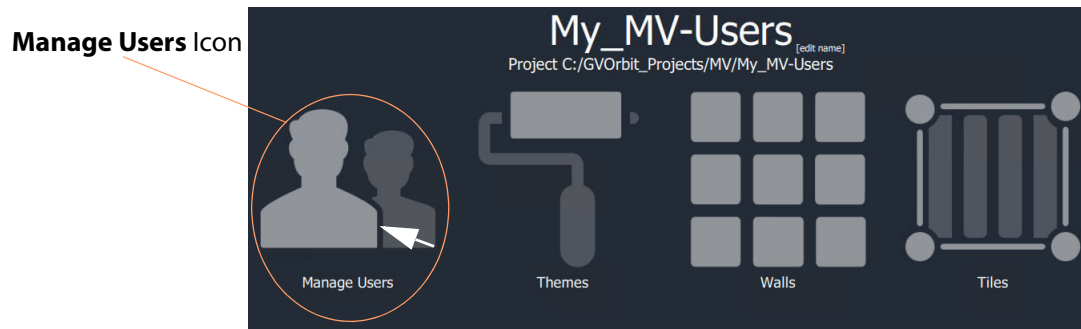 My_MV-Users
[edit name]
Manage Users Icon
Project C:/GVOrbit_Projects/MV/My_MV-Users
Manage Users
Themes
Walls
Tiles